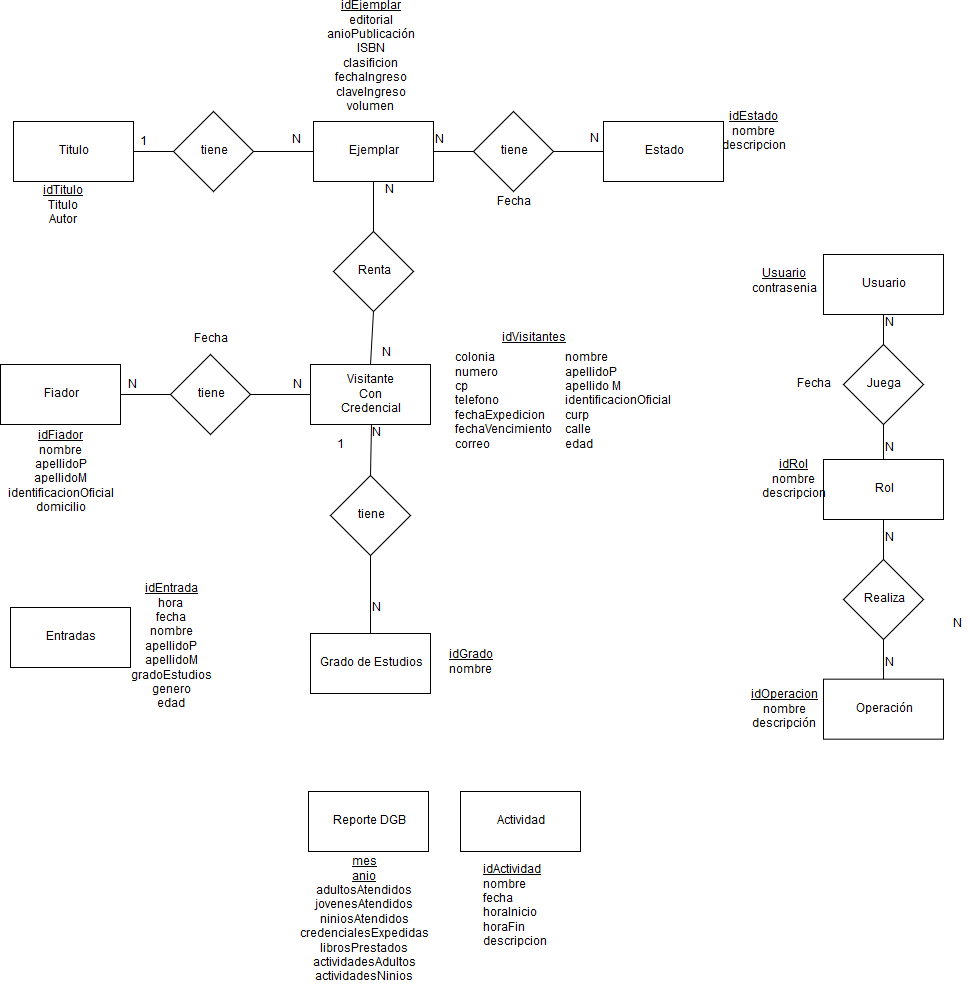 idEjemplar
editorial
anioPublicación
ISBN
clasificion
fechaIngreso
claveIngreso
volumen
Titulo
1
tiene
N
Ejemplar
N
tiene
N
Estado
idEstado
nombre
descripcion
idTitulo
Titulo
Autor
N
Fecha
Renta
Usuario
contrasenia
Usuario
N
Fecha
Juega
N
idRol
nombre
descripcion
Rol
N
Realiza
N
N
idOperacion
nombre
descripción
Operación
Fecha
N
Fiador
N
tiene
N
Visitante
Con
Credencial
idVisitantes
colonia
numero
cp
telefono
fechaExpedicion
fechaVencimiento
correo
nombre
apellidoP
apellido M
identificacionOficial
curp
calle
edad
idFiador
nombre
apellidoP
apellidoM
identificacionOficial
domicilio
1
N
tiene
N
Grado de Estudios
idGrado
nombre
Entradas
idEntrada
hora
fecha
nombre
apellidoP
apellidoM
gradoEstudios
genero
edad
Reporte DGB
mes
anio
adultosAtendidos
jovenesAtendidos
niniosAtendidos
credencialesExpedidas
librosPrestados
actividadesAdultos
actividadesNinios
Actividad
idActividad
nombre
fecha
horaInicio
horaFin
descripcion